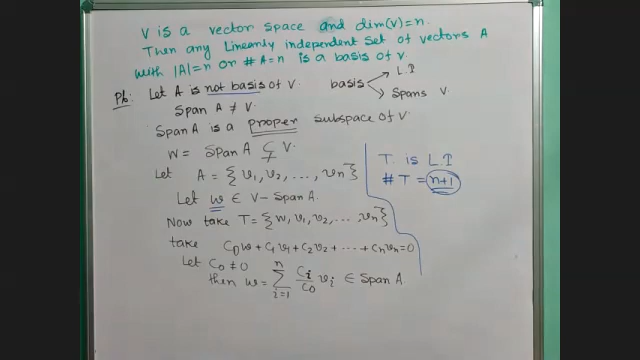 V is a vector space and dim(V)=n.
Then any Linearly independent set of vectors A
with |A|=n or # A=n is a basis of V.
Pf: Let A is not basis of V. basis → L.I
→ Spans V.
Span A ≠ V.
Span A is a proper subspace of V.
W = Span A ⊊ V.
Let A = {v₁, v₂, ..., vn}
Let w ∈ V - Span A.
Now take T = {w, v₁, v₂, ..., vn}
take C₀w + C₁v₁ + C₂v₂ + ... + Cnvn = 0
Let C₀ ≠ 0
then w = ∑ᵢ₌₁ⁿ Cᵢ/C₀ vᵢ ∈ Span A.
T. is L I
# T = n+1